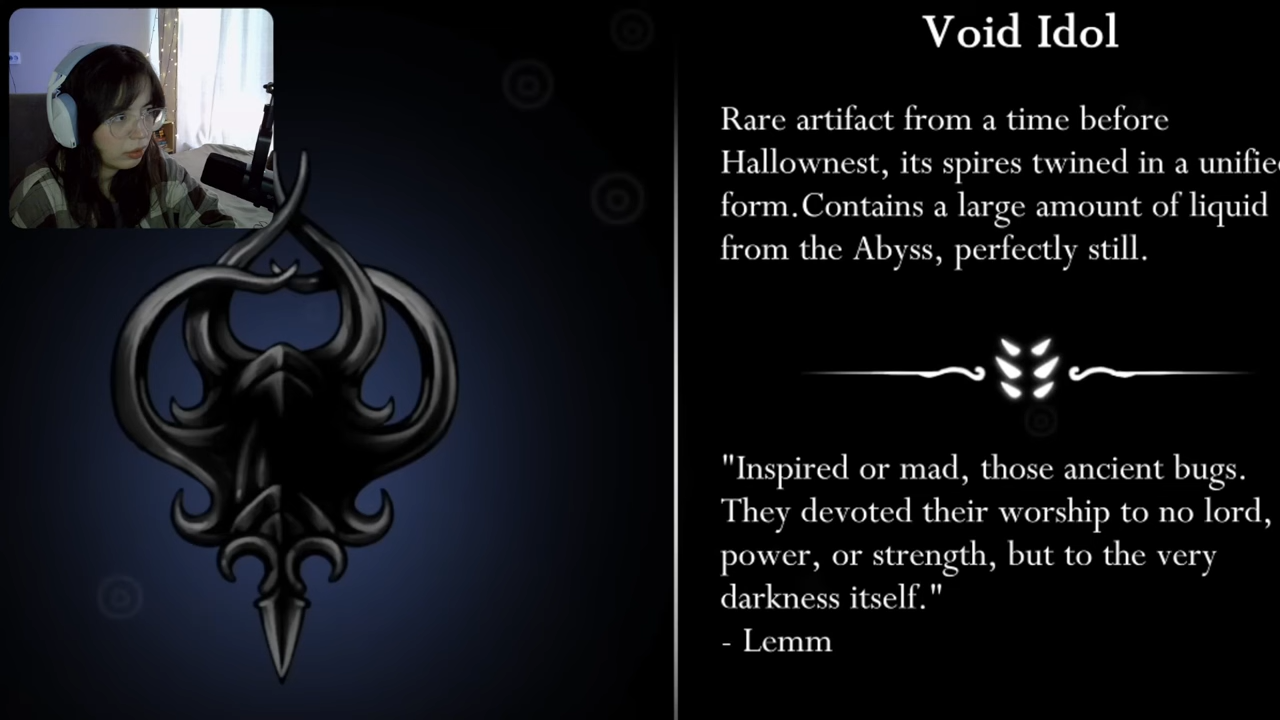 Void Idol
Rare artifact from a time before
Hallownest, its spires twined in a unified
form.Contains a large amount of liquid
from the Abyss, perfectly still.
"Inspired or mad, those ancient bugs.
They devoted their worship to no lord,
power, or strength, but to the very
darkness itself."
- Lemm